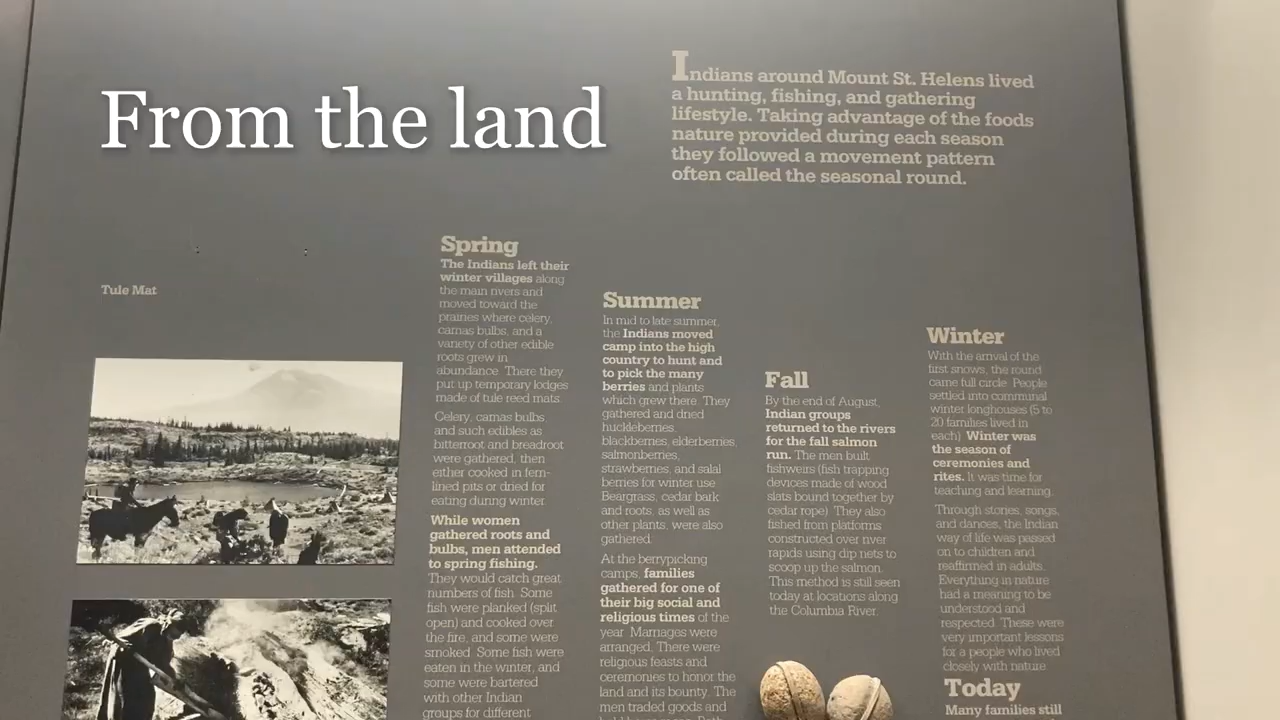 From the land
Indians around Mount St. Helens lived
a hunting, fishing, and gathering
lifestyle. Taking advantage of the foods
nature provided during each season
they followed a movement pattern
often called the seasonal round.
Tule Mat
Spring
The Indians left their
winter villages along
the main rivers and
moved toward the
prairies where celery,
camas bulbs, and a
variety of other edible
roots grew in
abundance. There they
put up temporary lodges
made of tule reed mats.
Celery, camas bulbs,
and such edibles as
bitterroot and breadroot
were gathered, then
either cooked in fern-
lined pits or dried for
eating during winter.
While women
gathered roots and
bulbs, men attended
to spring fishing.
They would catch great
numbers of fish. Some
fish were planked (split
open) and cooked over
the fire, and some were
smoked. Some fish were
eaten in the winter, and
some were bartered
with other Indian
groups for different
Summer
In mid to late summer,
the Indians moved
camp into the high
country to hunt and
to pick the many
berries and plants
which grew there. They
gathered and dried
huckleberries,
blackberries, elderberries,
salmonberries,
strawberries, and salal
berries for winter use.
Beargrass, cedar bark
and roots, as well as
other plants, were also
gathered.
At the berrypicking
camps, families
gathered for one of
their big social and
religious times of the
year. Marriages were
arranged. There were
religious feasts and
ceremonies to honor the
land and its bounty. The
men traded goods and
Fall
By the end of August,
Indian groups
returned to the rivers
for the fall salmon
run. The men built
fishweirs (fish trapping
devices made of wood
slats bound together by
cedar rope). They also
fished from platforms
constructed over river
rapids using dip nets to
scoop up the salmon.
This method is still seen
today at locations along
the Columbia River.
Winter
With the arrival of the
first snows, the round
came full circle. People
settled into communal
winter longhouses (5 to
20 families lived in
each). Winter was
the season of
ceremonies and
rites. It was time for
teaching and learning.
Through stories, songs,
and dances, the Indian
way of life was passed
on to children and
reaffirmed in adults.
Everything in nature
had a meaning to be
understood and
respected. These were
very important lessons
for a people who lived
closely with nature.
Today
Many families still